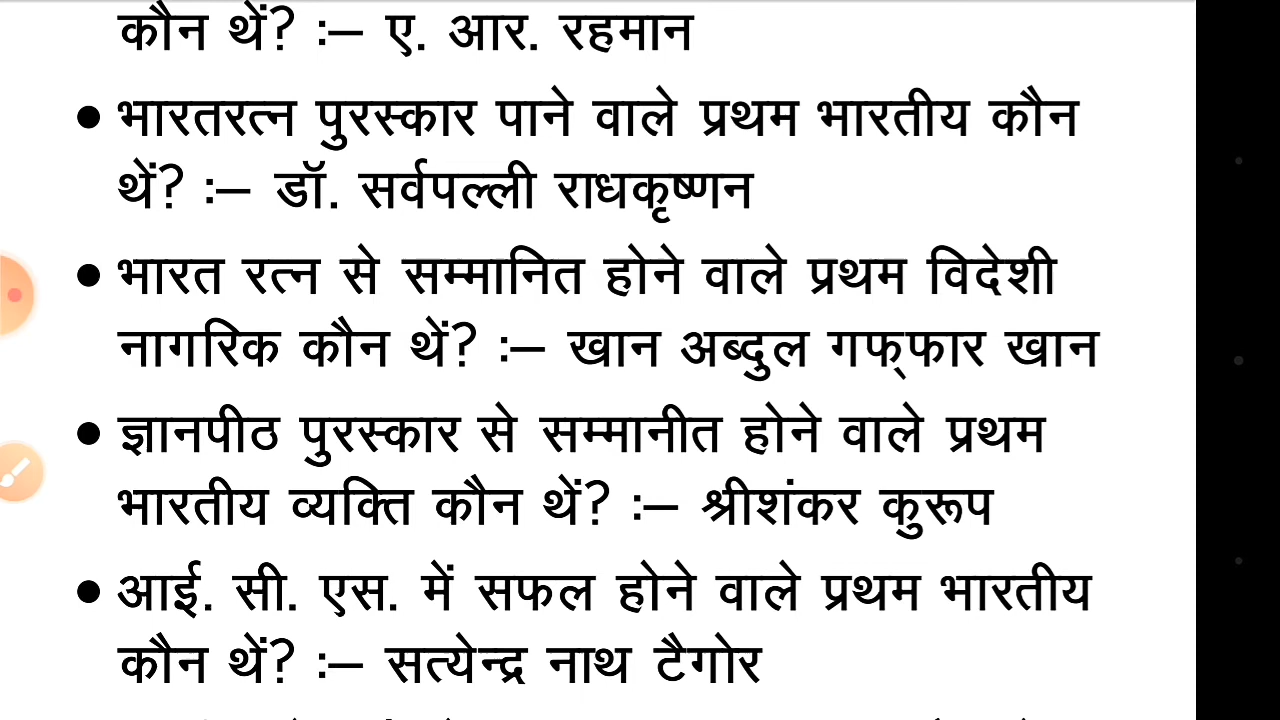 कौन थें? :– ए. आर. रहमान
• भारतरत्न पुरस्कार पाने वाले प्रथम भारतीय कौन
थें? :– डॉ. सर्वपल्ली राधकृष्णन
• भारत रत्न से सम्मानित होने वाले प्रथम विदेशी
नागरिक कौन थें? :– खान अब्दुल गफ्फार खान
• ज्ञानपीठ पुरस्कार से सम्मानीत होने वाले प्रथम
भारतीय व्यक्ति कौन थें? :– श्रीशंकर कुरूप
• आई. सी. एस. में सफल होने वाले प्रथम भारतीय
कौन थें? :– सत्येन्द्र नाथ टैगोर